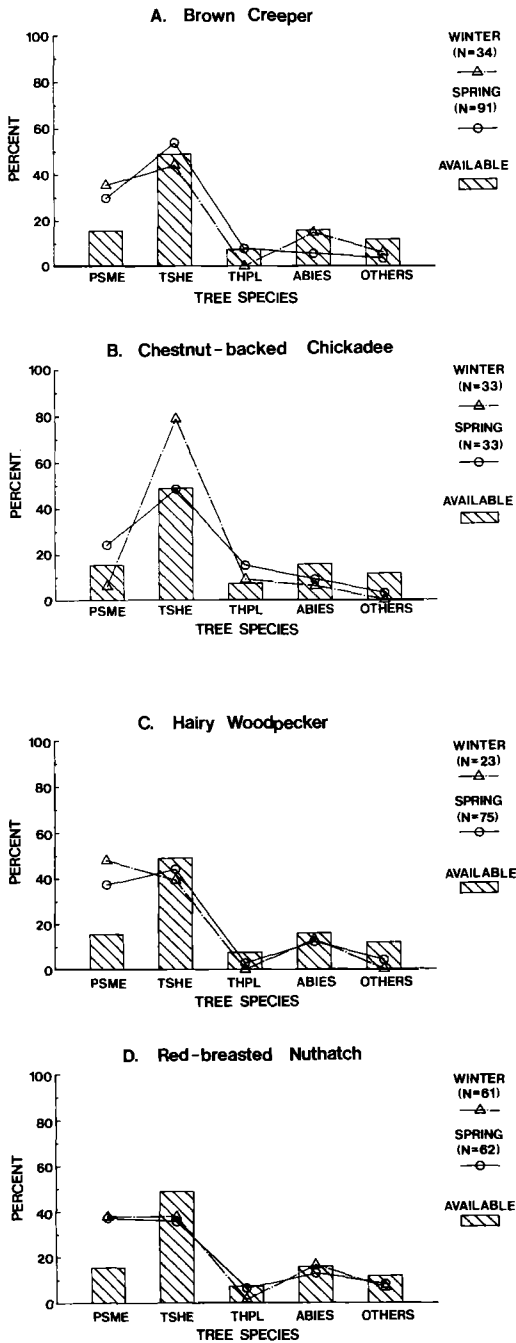 A. Brown Creeper
100
80
60
40
20
0
PERCENT
PSME TSHE THPL ABIES OTHERS
TREE SPECIES
WINTER
(N=34)
SPRING
(N=91)
AVAILABLE
B. Chestnut-backed Chickadee
100
80
60
40
20
0
PERCENT
PSME TSHE THPL ABIES OTHERS
TREE SPECIES
WINTER
(N=33)
SPRING
(N=33)
AVAILABLE
C. Hairy Woodpecker
100
80
60
40
20
0
PERCENT
PSME TSHE THPL ABIES OTHERS
TREE SPECIES
WINTER
(N=23)
SPRING
(N=75)
AVAILABLE
D. Red-breasted Nuthatch
100
80
60
40
20
0
PERCENT
PSME TSHE THPL ABIES OTHERS
TREE SPECIES
WINTER
(N=61)
SPRING
(N=62)
AVAILABLE